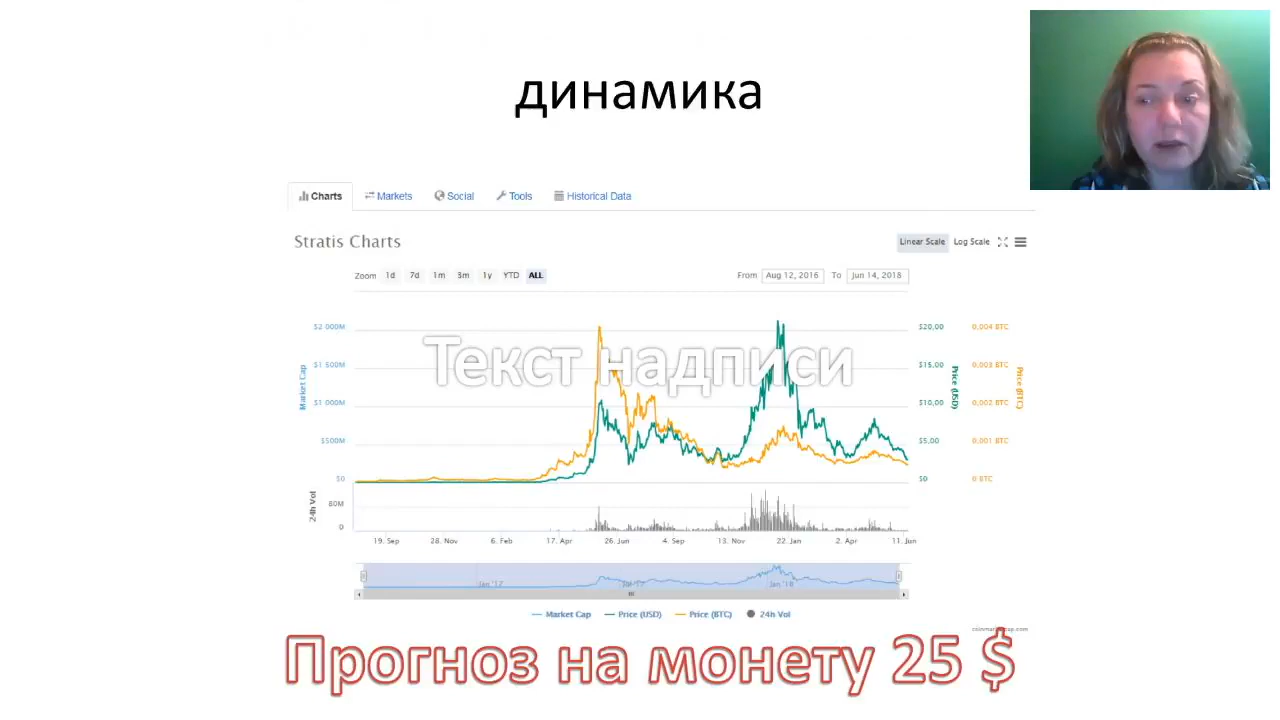 динамика
Charts Markets Social Tools Historical Data
Stratis Charts
Linear Scale Log Scale
Zoom 1d 7d 1m 3m 1y YTD ALL
From Aug 12, 2016 To Jun 14, 2018
Текст надписи
$2 000M $20,00 0,004 BTC
$1 500M $15,00 0,003 BTC
Market Cap Price (USD) Price (BTC)
$1 000M $10,00 0,002 BTC
$500M $5,00 0,001 BTC
$0 $0 0 BTC
24h Vol
80M
0
19. Sep 28. Nov 6. Feb 17. Apr 26. Jun 4. Sep 13. Nov 22. Jan 2. Apr 11. Jun
Jan '17 Jul '17 Jan '18
Market Cap Price (USD) Price (BTC) 24h Vol
coinmarketcap.com
Прогноз на монету 25 $